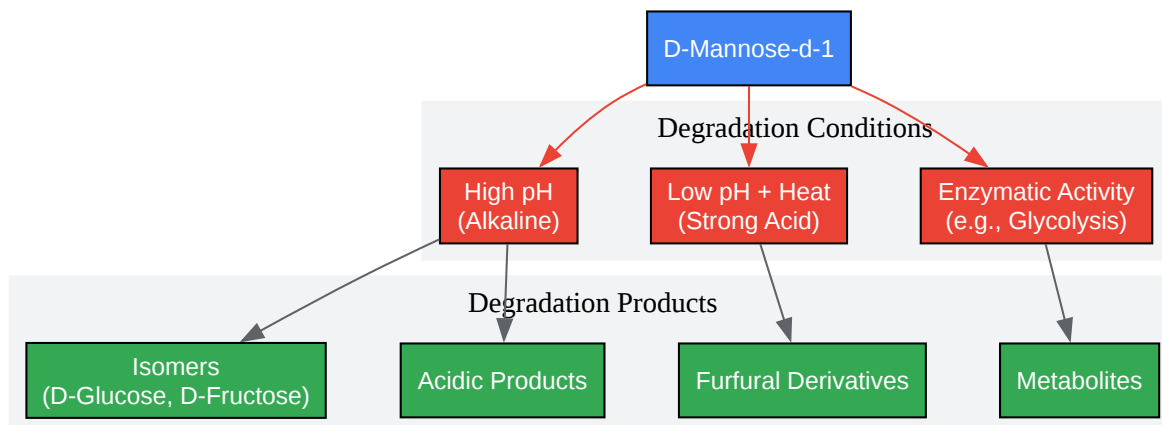 D-Mannose-d-1
Degradation Conditions
High pH
(Alkaline)
Low pH + Heat
(Strong Acid)
Enzymatic Activity
(e.g., Glycolysis)
Degradation Products
Isomers
(D-Glucose, D-Fructose)
Acidic Products
Furfural Derivatives
Metabolites